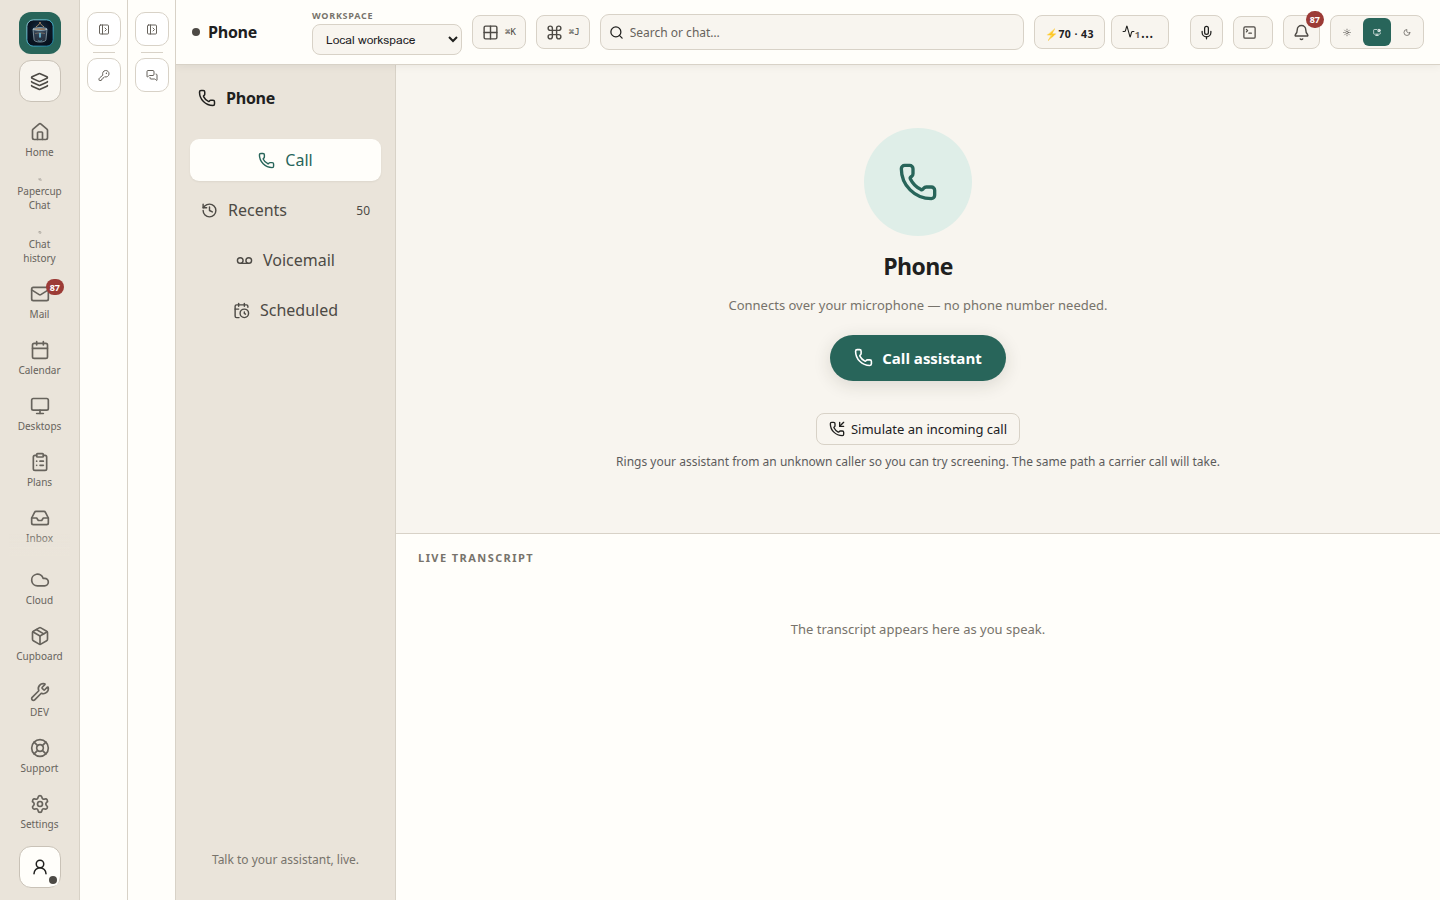 Phone
WORKSPACE
Local workspace
⌘K
⌘J
Search or chat...
⚡70 · 43
1...
87
Home
Papercup
Chat
Chat
history
87
Mail
Calendar
Desktops
Plans
Inbox
Cloud
Cupboard
DEV
Support
Settings
Phone
Call
Recents 50
Voicemail
Scheduled
Talk to your assistant, live.
Phone
Connects over your microphone — no phone number needed.
Call assistant
Simulate an incoming call
Rings your assistant from an unknown caller so you can try screening. The same path a carrier call will take.
LIVE TRANSCRIPT
The transcript appears here as you speak.